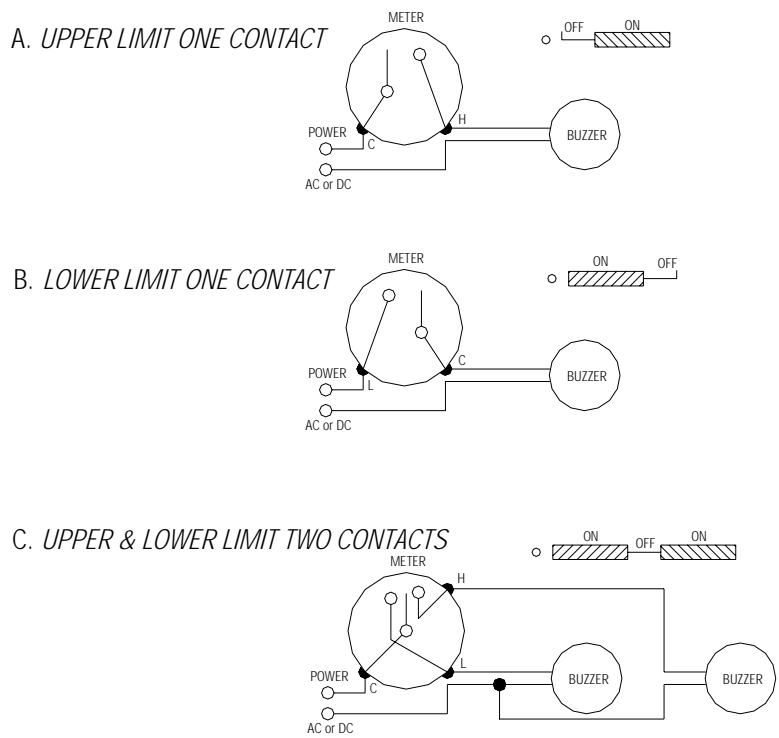 A. UPPER LIMIT ONE CONTACT
METER
OFF ON
H
POWER
C
BUZZER
AC or DC
B. LOWER LIMIT ONE CONTACT
METER
ON OFF
C
POWER
L
BUZZER
AC or DC
C. UPPER & LOWER LIMIT TWO CONTACTS
ON OFF ON
METER
H
L
POWER
C
BUZZER BUZZER
AC or DC